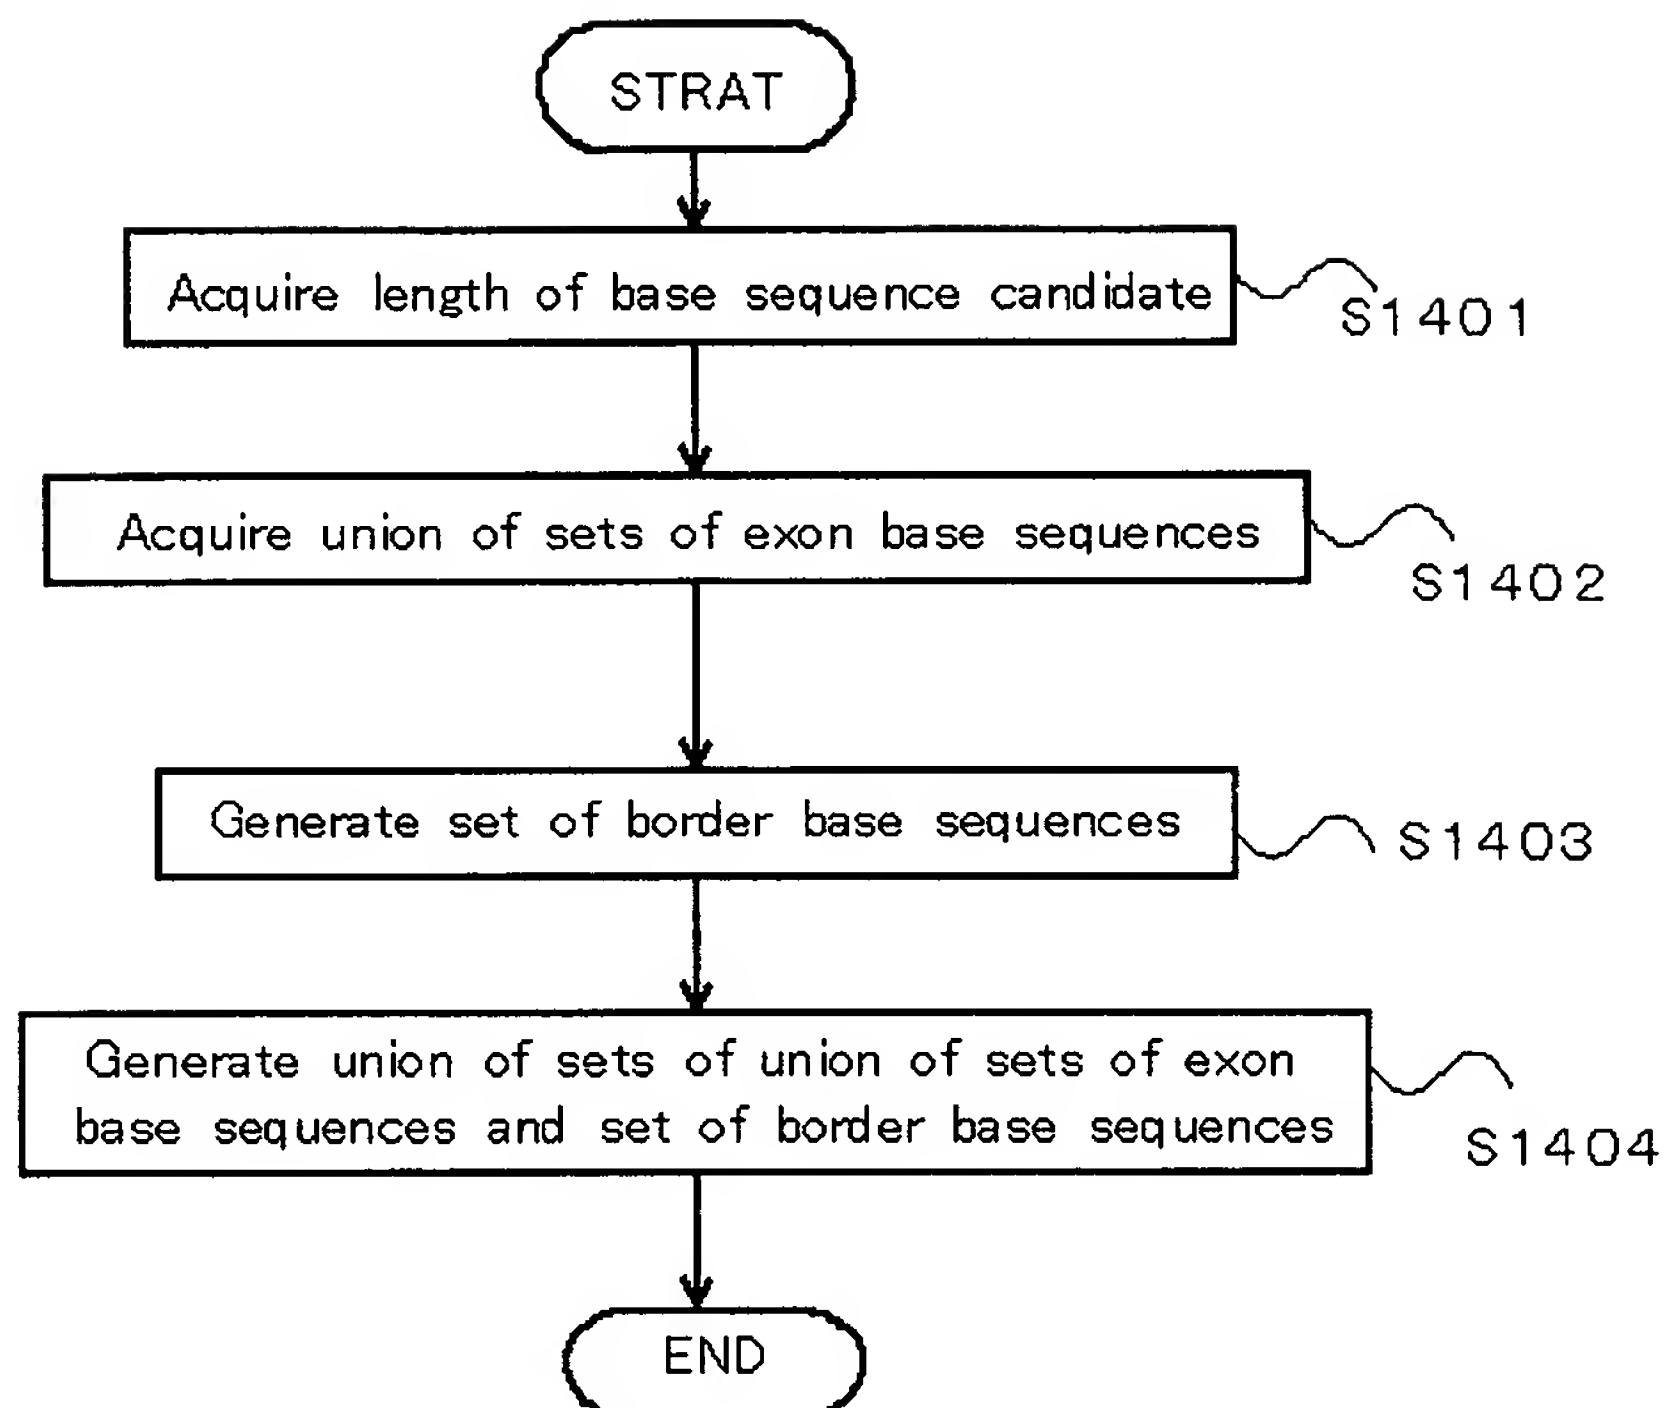 STRAT
Acquire length of base sequence candidate
S1401
Acquire union of sets of exon base sequences
S1402
Generate set of border base sequences
S1403
Generate union of sets of union of sets of exon
base sequences and set of border base sequences
S1404
END